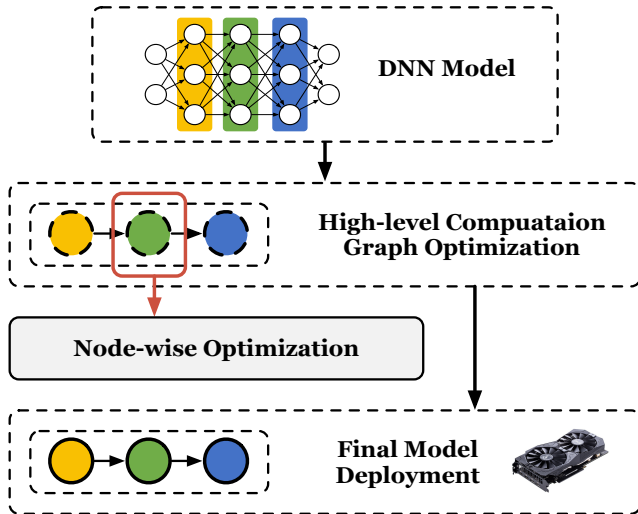 DNN Model
High-level Compuataion
Graph Optimization
Node-wise Optimization
Final Model
Deployment